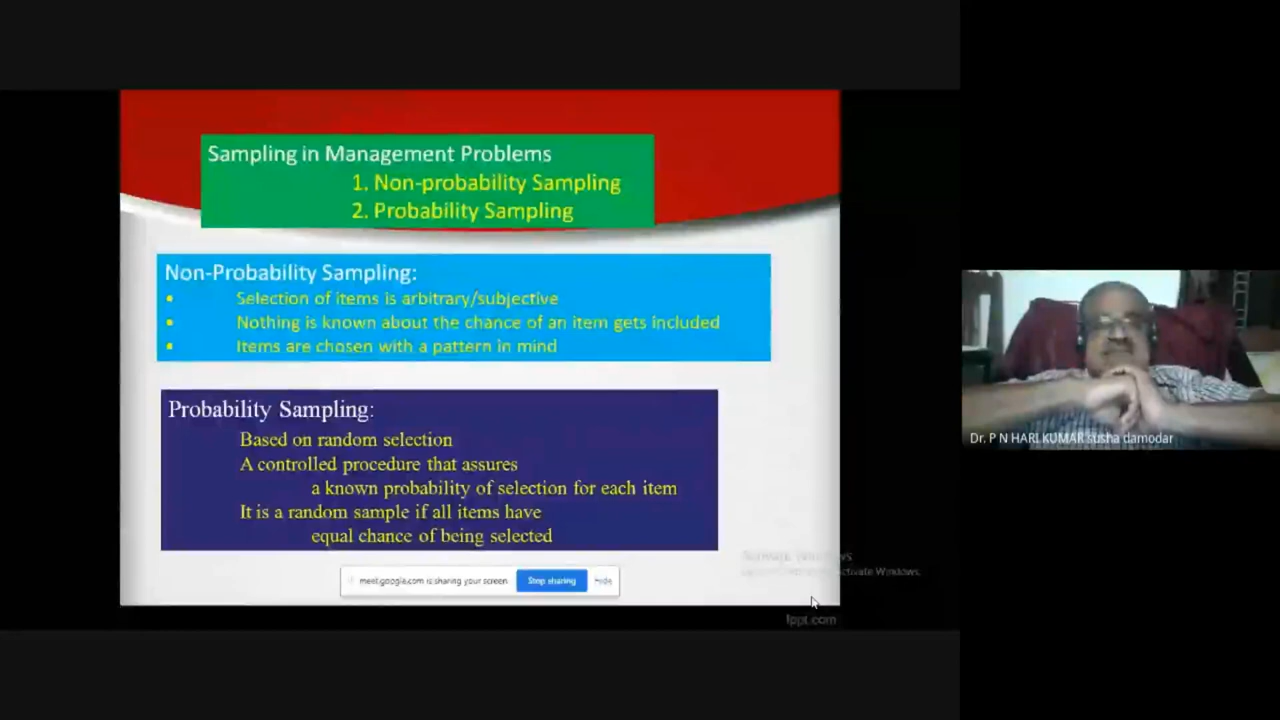 Sampling in Management Problems
1. Non-probability Sampling
2. Probability Sampling
Non-Probability Sampling:
• Selection of items is arbitrary/subjective
• Nothing is known about the chance of an item gets included
• Items are chosen with a pattern in mind
Probability Sampling:
Based on random selection
A controlled procedure that assures
a known probability of selection for each item
It is a random sample if all items have
equal chance of being selected
meet.google.com is sharing your screen Stop sharing Hide
Activate Windows.
fppt.com
Dr. P N HARI KUMAR susha damodar